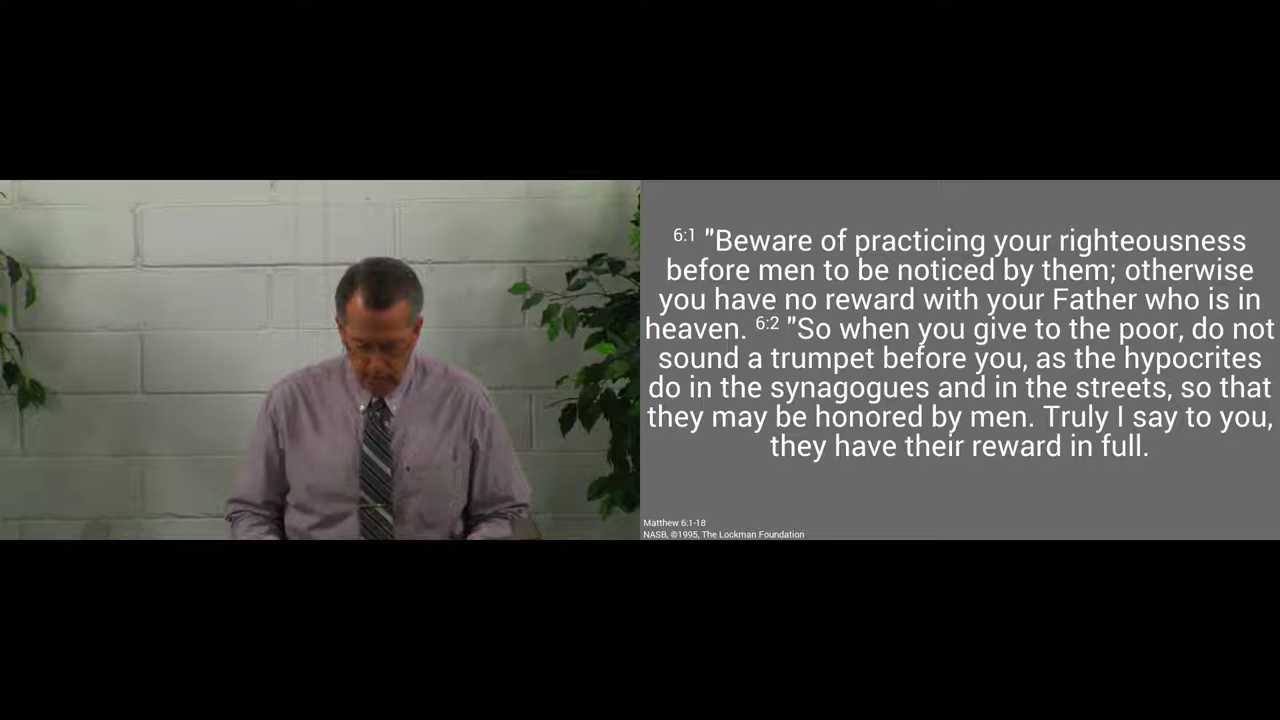 6:1 "Beware of practicing your righteousness
before men to be noticed by them; otherwise
you have no reward with your Father who is in
heaven. 6:2 "So when you give to the poor, do not
sound a trumpet before you, as the hypocrites
do in the synagogues and in the streets, so that
they may be honored by men. Truly I say to you,
they have their reward in full.
Matthew 6:1-18
NASB, ©1995, The Lockman Foundation